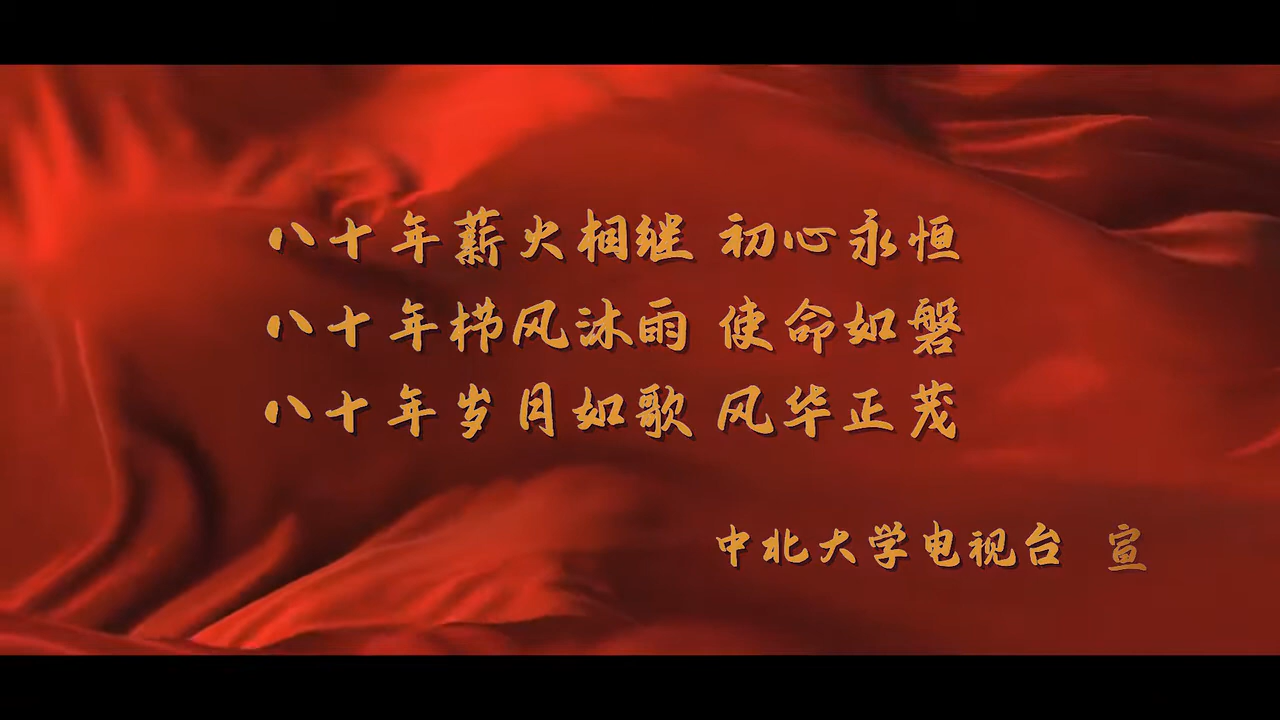 八十年薪火相继 初心永恒
八十年栉风沐雨 使命如磐
八十年岁月如歌 风华正茂
中北大学电视台 宣